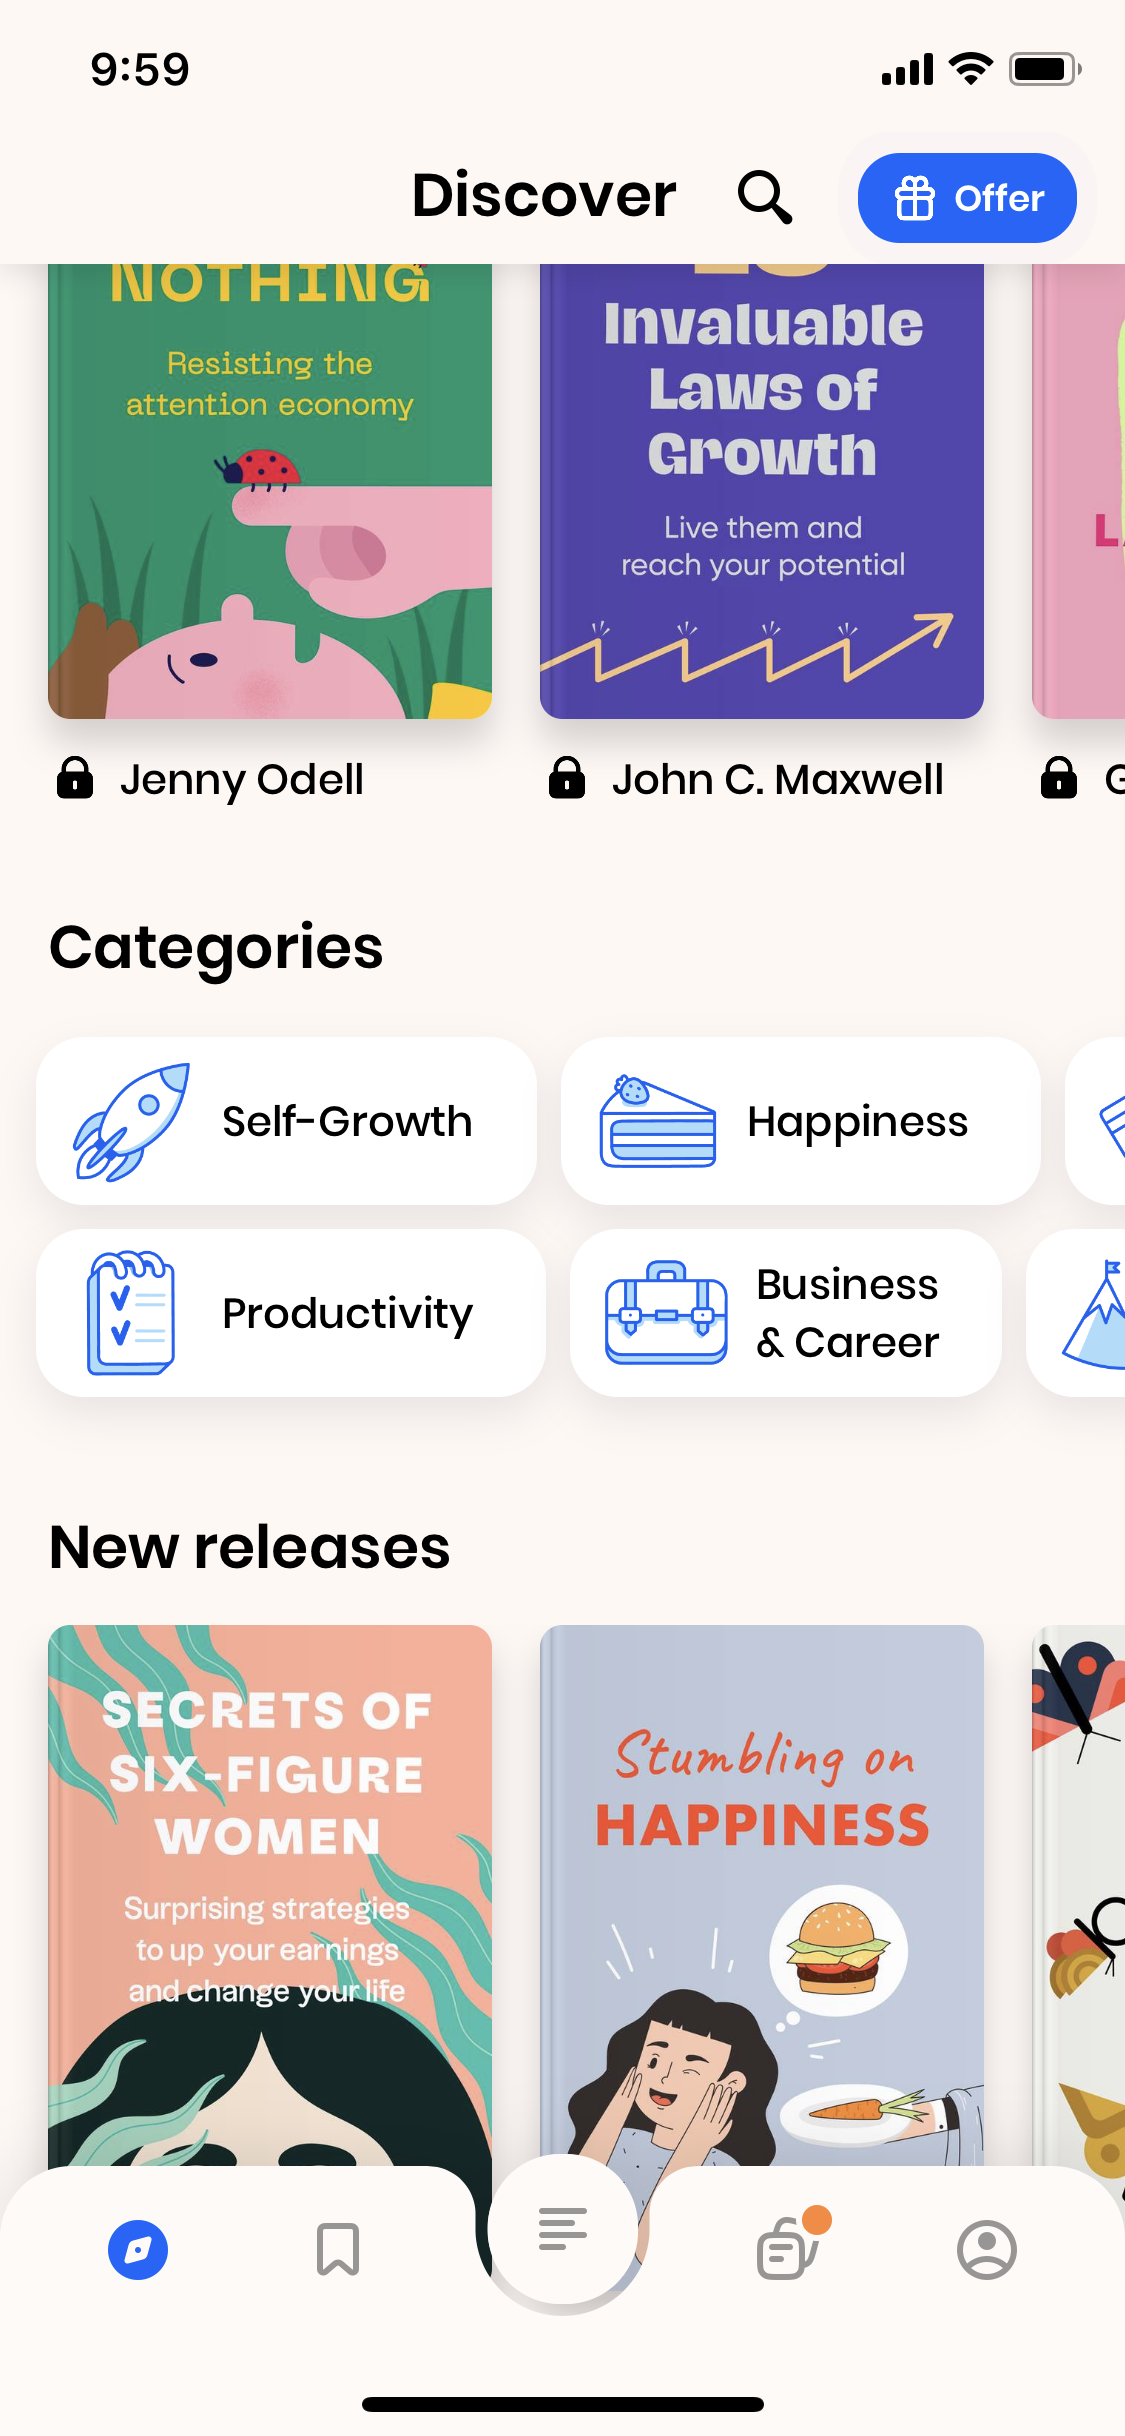 9:59
Discover
Offer
NOTHING
Resisting the
attention economy
Invaluable
Laws of
Growth
Live them and
reach your potential
Jenny Odell
John C. Maxwell
Categories
Self-Growth
Happiness
Productivity
Business
& Career
New releases
SECRETS OF
SIX-FIGURE
WOMEN
Surprising strategies
to up your earnings
and change your life
Stumbling on
HAPPINESS